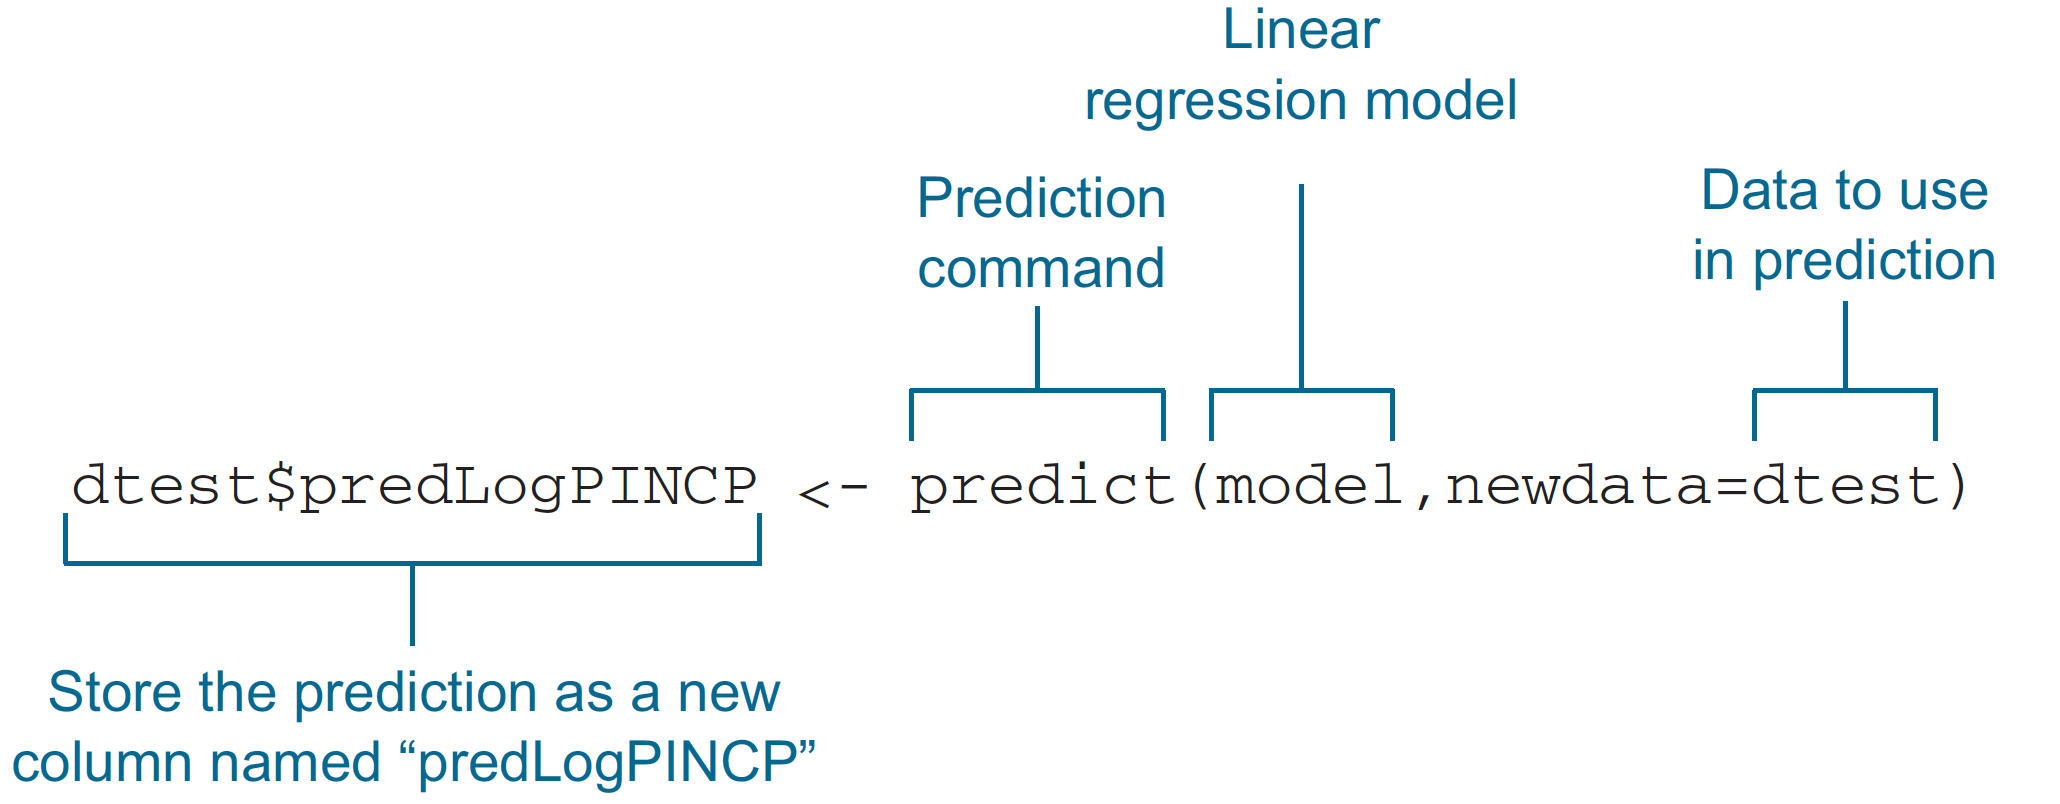 Linear
regression model
Prediction
command
Data to use
in prediction
dtest$predLogPINCP <- predict(model,newdata=dtest)
Store the prediction as a new
column named “predLogPINCP”